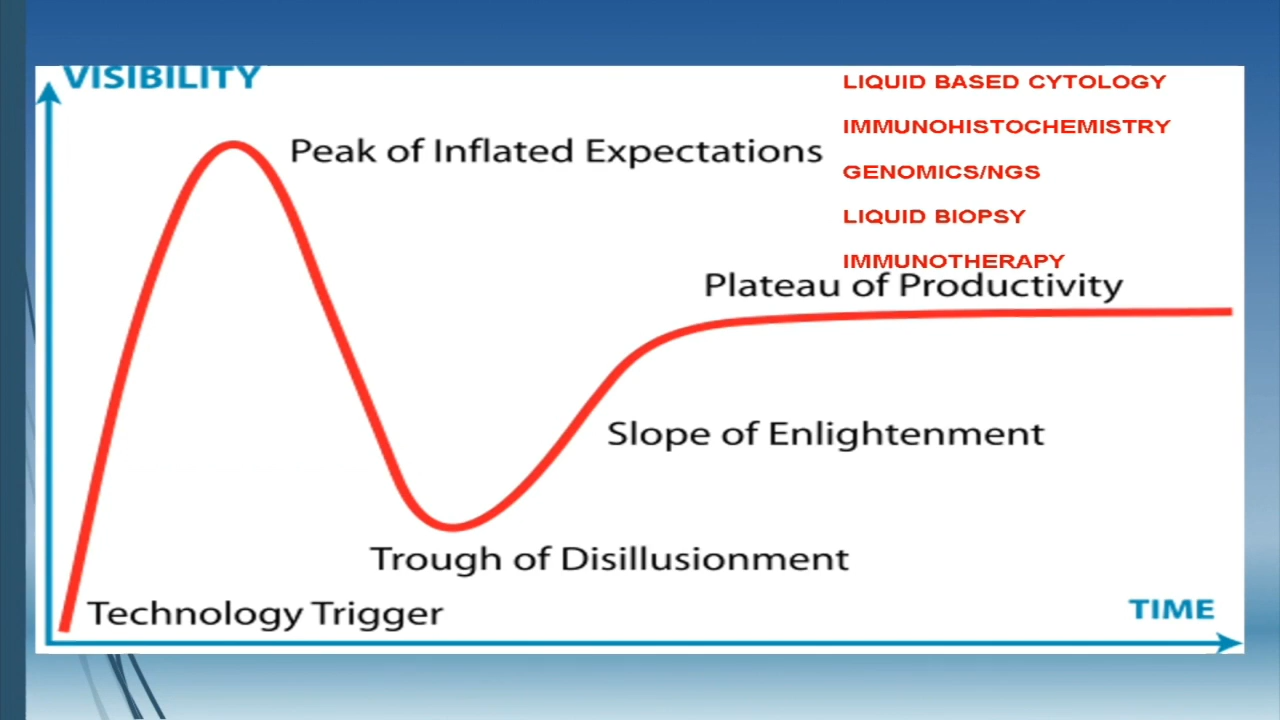 VISIBILITY
LIQUID BASED CYTOLOGY
IMMUNOHISTOCHEMISTRY
Peak of Inflated Expectations
GENOMICS/NGS
LIQUID BIOPSY
IMMUNOTHERAPY
Plateau of Productivity
Slope of Enlightenment
Trough of Disillusionment
Technology Trigger
TIME